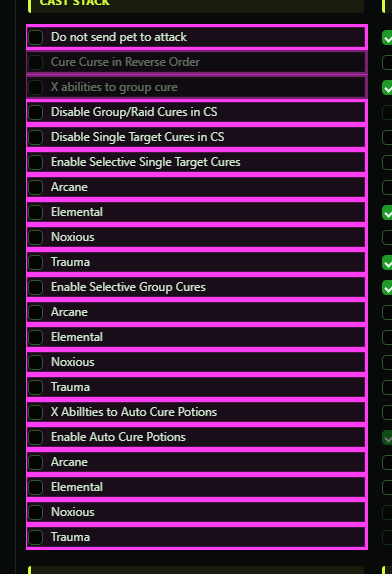 CAST STACK
Do not send pet to attack
Cure Curse in Reverse Order
X abilities to group cure
Disable Group/Raid Cures in CS
Disable Single Target Cures in CS
Enable Selective Single Target Cures
Arcane
Elemental
Noxious
Trauma
Enable Selective Group Cures
Arcane
Elemental
Noxious
Trauma
X Abillties to Auto Cure Potions
Enable Auto Cure Potions
Arcane
Elemental
Noxious
Trauma